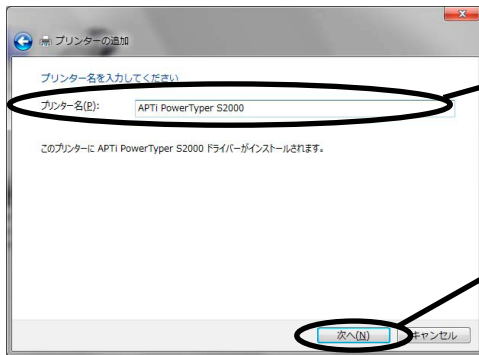 プリンターの追加
プリンター名を入力してください
プリンター名(P): APTi PowerTyper S2000
このプリンターに APTi PowerTyper S2000 ドライバーがインストールされます。
次へ(N) キャンセル